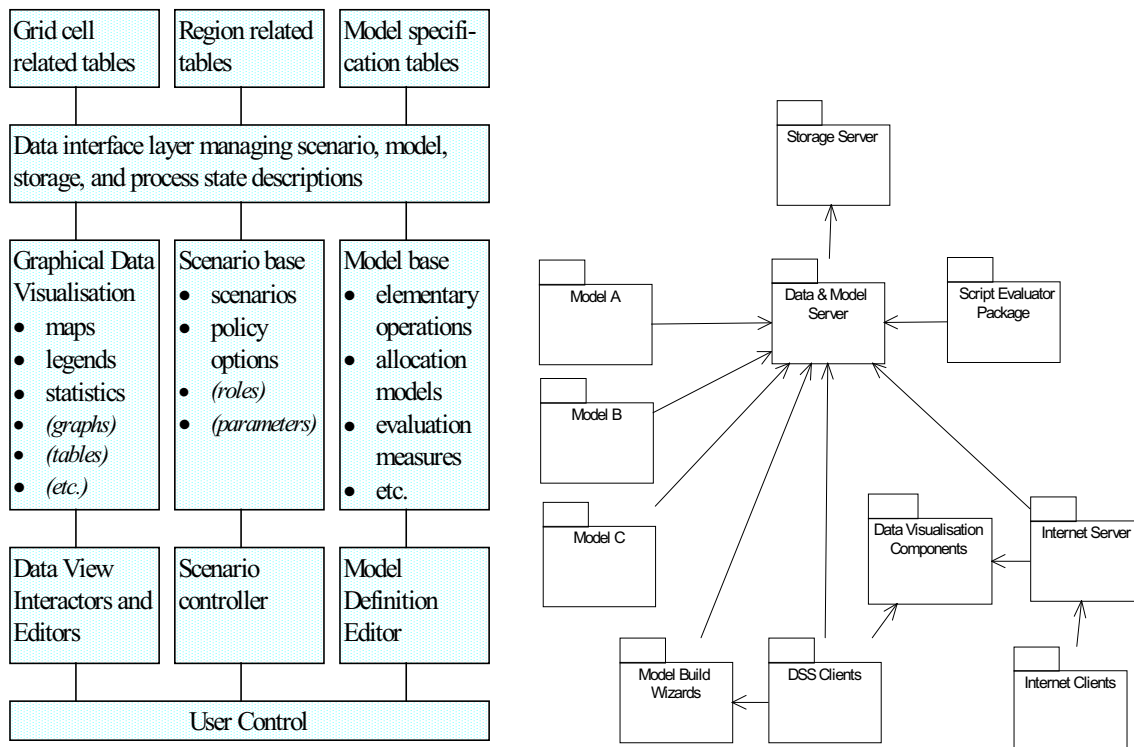 Grid cell
related tables
Region related
tables
Model specifi-
cation tables
Data interface layer managing scenario, model,
storage, and process state descriptions
Graphical Data
Visualisation
• maps
• legends
• statistics
• (graphs)
• (tables)
• (etc.)
Scenario base
• scenarios
• policy
options
• (roles)
• (parameters)
Model base
• elementary
operations
• allocation
models
• evaluation
measures
• etc.
Data View
Interactors and
Editors
Scenario
controller
Model
Definition
Editor
User Control
Storage Server
Model A
Data & Model
Server
Script Evaluator
Package
Model B
Model C
Data Visualisation
Components
Internet Server
Model Build
Wizards
DSS Clients
Internet Clients